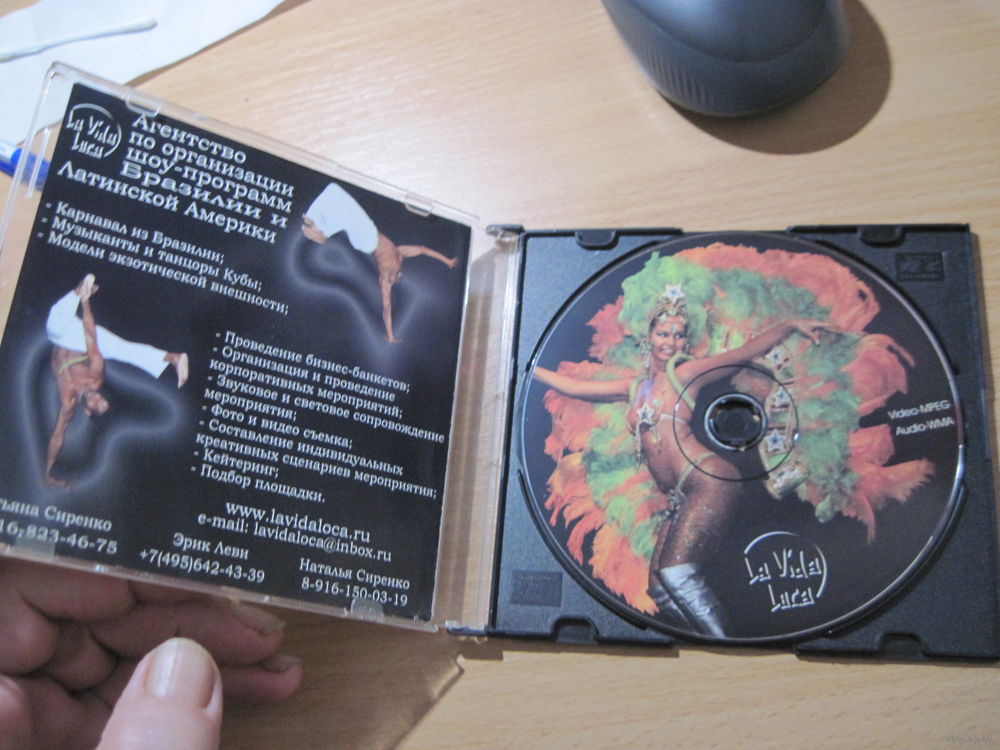 La Vida
Luca
Агентство
по организации
шоу-программ
Бразилии и
Латинской Америки
- Карнавал из Бразилии;
- Музыканты и танцоры Кубы;
- Модели экзотической внешности;
- Проведение бизнес-банкетов;
- Организация и проведение
корпоративных мероприятий;
- Звуковое и световое сопровождение
мероприятия;
- Фото и видео съемка;
- Составление индивидуальных
креативных сценариев мероприятия;
- Кейтеринг;
- Подбор площадки.
www.lavidaloca.ru
e-mail: lavidaloca@inbox.ru
Сиренко
823-46-75
Эрик Леви
+7(495)642-43-39
Наталья Сиренко
8-916-150-03-19
Video-MPEG
Audio-WMA
La Vida
Luca